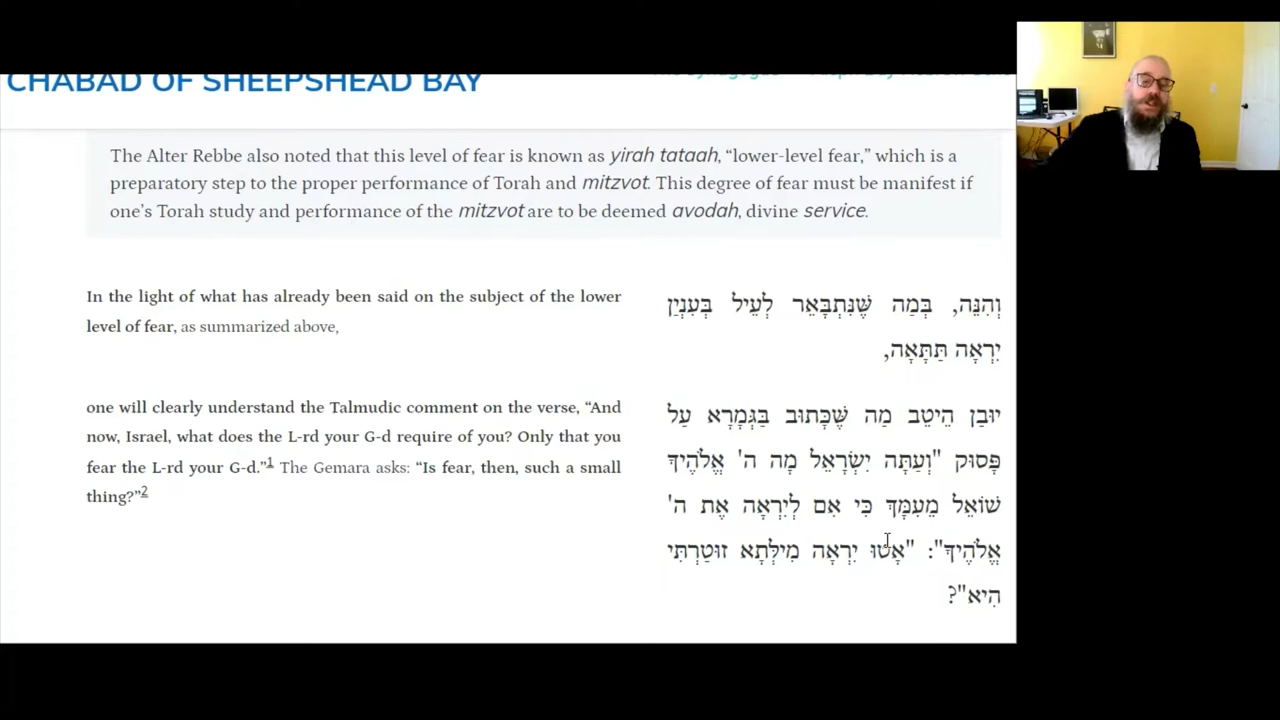 CHABAD OF SHEEPSHEAD BAY
The Alter Rebbe also noted that this level of fear is known as yirah tataah, “lower-level fear,” which is a
preparatory step to the proper performance of Torah and mitzvot. This degree of fear must be manifest if
one’s Torah study and performance of the mitzvot are to be deemed avodah, divine service.
In the light of what has already been said on the subject of the lower
level of fear, as summarized above,
וְהִנֵּה, בְּמַה שֶּׁנִּתְבָּאֵר לְעֵיל בְּעִנְיַן
יִרְאָה תַּתָּאָה,
one will clearly understand the Talmudic comment on the verse, “And
now, Israel, what does the L-rd your G-d require of you? Only that you
fear the L-rd your G-d.”1 The Gemara asks: “Is fear, then, such a small
thing?”2
יוּבַן הֵיטֵב מַה שֶּׁכָּתוּב בַּגְּמָרָא עַל
פָּסוּק "וְעַתָּה יִשְׂרָאֵל מָה ה' אֱלֹהֶיךָ
שׁוֹאֵל מֵעִמָּךְ כִּי אִם לְיִרְאָה אֶת ה'
אֱלֹהֶיךָ": "אָטוּ יִרְאָה מִילְּתָא זוּטַרְתִּי
הִיא"?